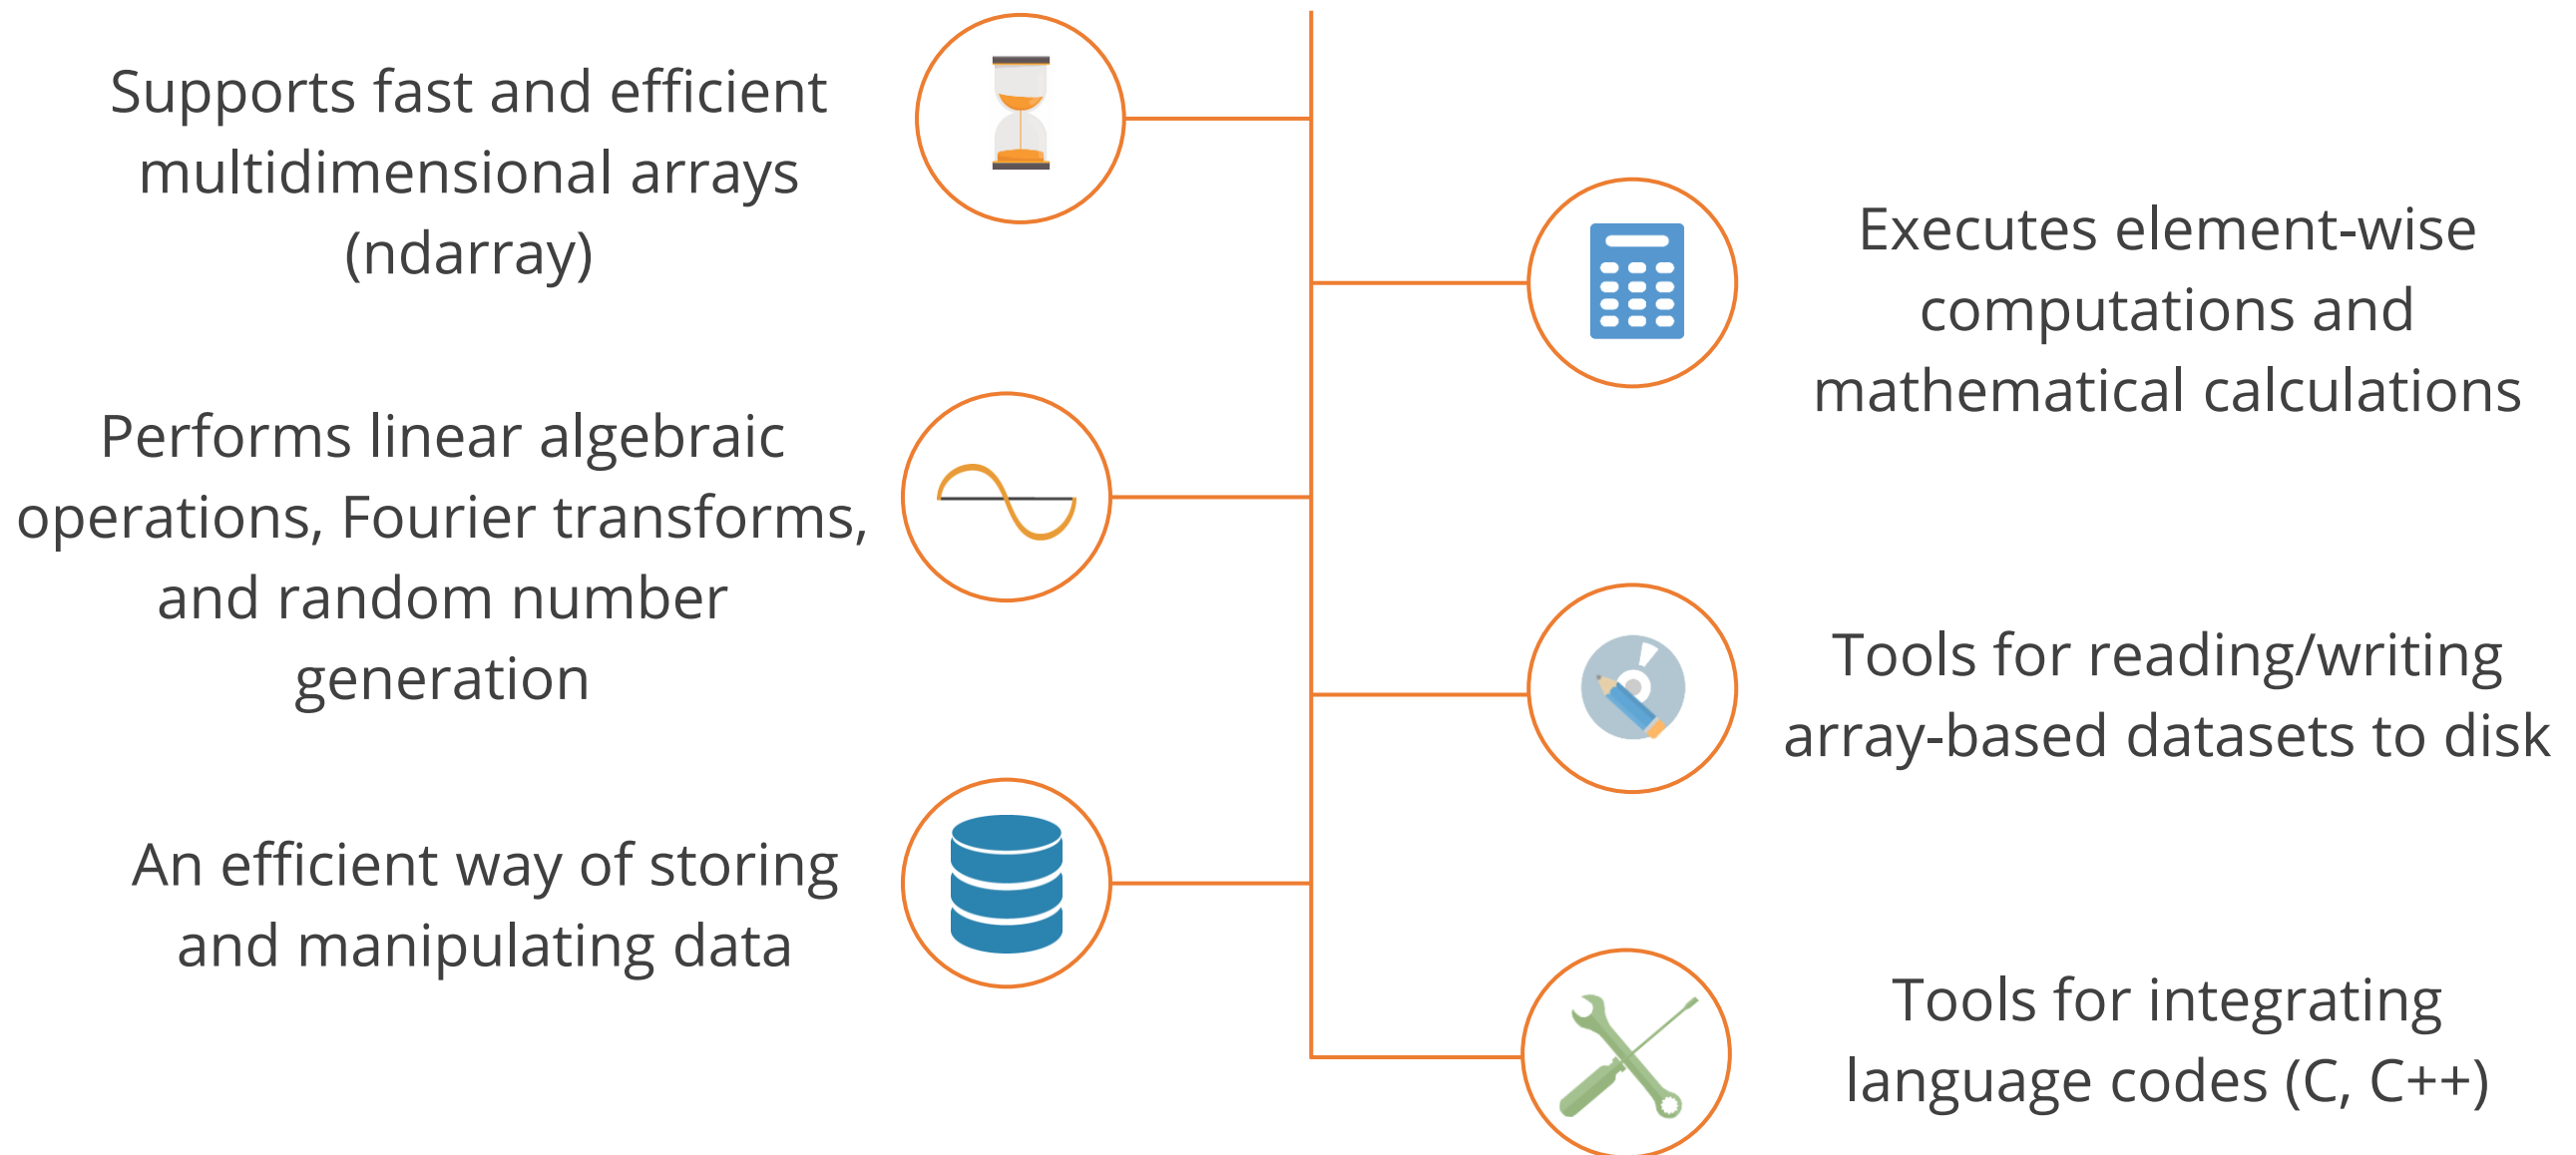 Supports fast and efficient
multidimensional arrays
(ndarray)
Executes element-wise
computations and
mathematical calculations
Performs linear algebraic
operations, Fourier transforms,
and random number
generation
Tools for reading/writing
array-based datasets to disk
An efficient way of storing
and manipulating data
Tools for integrating
language codes (C, C++)